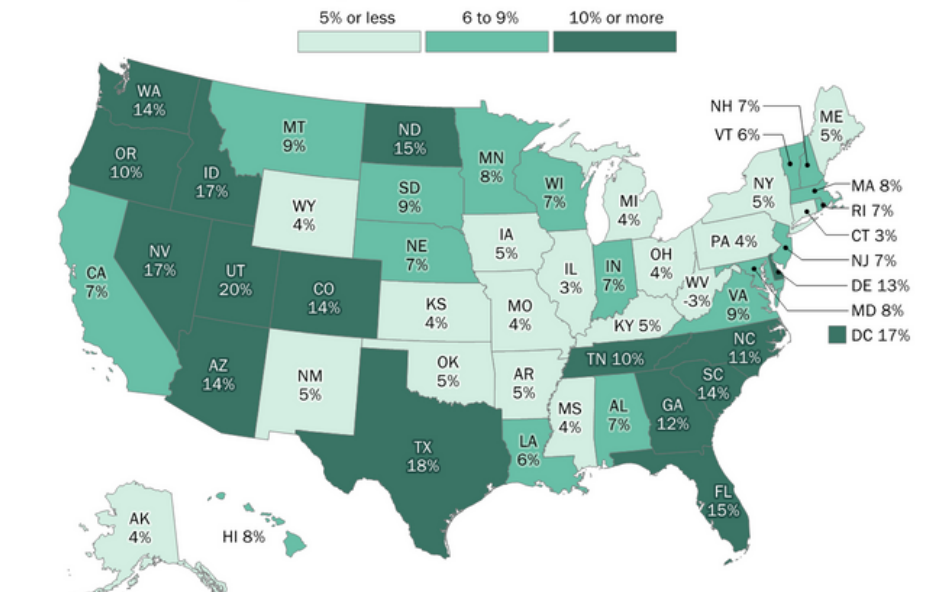 5% or less
6 to 9%
10% or more
WA
14%
OR
10%
ID
17%
MT
9%
ND
15%
MN
8%
SD
9%
WI
7%
WY
4%
NE
7%
IA
5%
MI
4%
NH 7%
VT 6%
ME
5%
NY
5%
MA 8%
RI 7%
CT 3%
PA 4%
NJ 7%
DE 13%
MD 8%
DC 17%
CA
7%
NV
17%
UT
20%
CO
14%
KS
4%
MO
4%
IL
3%
IN
7%
OH
4%
WV
-3%
VA
9%
KY 5%
NC
11%
TN 10%
SC
14%
AZ
14%
NM
5%
OK
5%
AR
5%
MS
4%
AL
7%
GA
12%
TX
18%
LA
6%
FL
15%
AK
4%
HI 8%